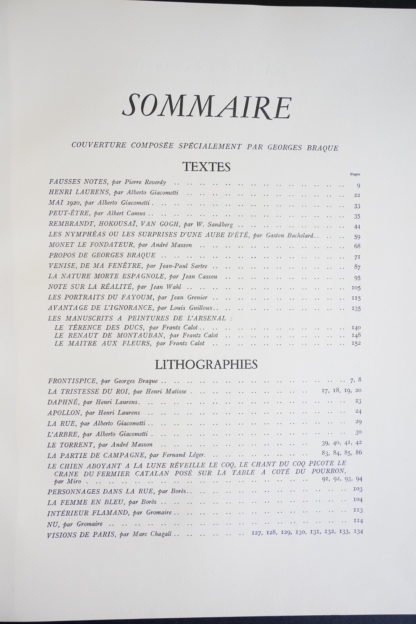 SOMMAIRE
COUVERTURE COMPOSÉE SPÉCIALEMENT PAR GEORGES BRAQUE
TEXTES
Pages
FAUSSES NOTES, par Pierre Reverdy 9
HENRI LAURENS, par Alberto Giacometti 22
MAI 1920, par Alberto Giacometti 33
PEUT-ÊTRE, par Albert Camus 35
REMBRANDT, HOKOUSAÏ, VAN GOGH, par W. Sandberg 44
LES NYMPHÉAS OU LES SURPRISES D'UNE AUBE D'ÉTÉ, par Gaston Bachelard 59
MONET LE FONDATEUR, par André Masson 68
PROPOS DE GEORGES BRAQUE 71
VENISE, DE MA FENÊTRE, par Jean-Paul Sartre 87
LA NATURE MORTE ESPAGNOLE, par Jean Cassou 95
NOTE SUR LA RÉALITÉ, par Jean Wahl 105
LES PORTRAITS DU FAYOUM, par Jean Grenier 115
AVANTAGE DE L'IGNORANCE, par Louis Guilloux 135
LES MANUSCRITS A PEINTURES DE L'ARSENAL :
LE TÉRENCE DES DUCS, par Frantz Calot 140
LE RENAUT DE MONTAUBAN, par Frantz Calot 146
LE MAITRE AUX FLEURS, par Frantz Calot 152
LITHOGRAPHIES
FRONTISPICE, par Georges Braque 7, 8
LA TRISTESSE DU ROI, par Henri Matisse 17, 18, 19, 20
DAPHNÉ, par Henri Laurens 23
APOLLON, par Henri Laurens 24
LA RUE, par Alberto Giacometti 29
L'ARBRE, par Alberto Giacometti 30
LE TORRENT, par André Masson 39, 40, 41, 42
LA PARTIE DE CAMPAGNE, par Fernand Léger 83, 84, 85, 86
LE CHIEN ABOYANT A LA LUNE RÉVEILLE LE COQ, LE CHANT DU COQ PICOTE LE
CRANE DU FERMIER CATALAN POSÉ SUR LA TABLE A COTÉ DU POURRON,
par Miro 91, 92, 93, 94
PERSONNAGES DANS LA RUE, par Borès 103
LA FEMME EN BLEU, par Borès 104
INTÉRIEUR FLAMAND, par Gromaire 113
NU, par Gromaire 114
VISIONS DE PARIS, par Marc Chagall 127, 128, 129, 130, 131, 132, 133, 134